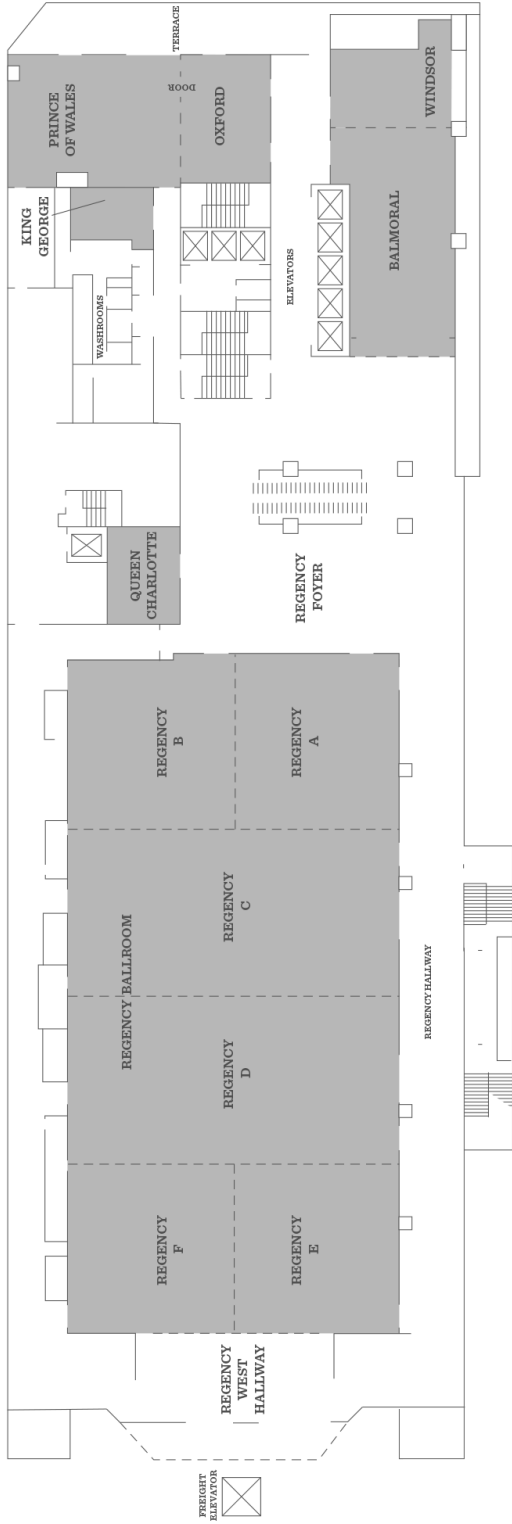 TERRACE
PRINCE
OF WALES
DOOR
OXFORD
WINDSOR
KING
GEORGE
WASHROOMS
ELEVATORS
BALMORAL
QUEEN
CHARLOTTE
REGENCY
FOYER
REGENCY
B
REGENCY
A
REGENCY BALLROOM
REGENCY
C
REGENCY HALLWAY
REGENCY
D
REGENCY
F
REGENCY
E
REGENCY
WEST
HALLWAY
FREIGHT
ELEVATOR